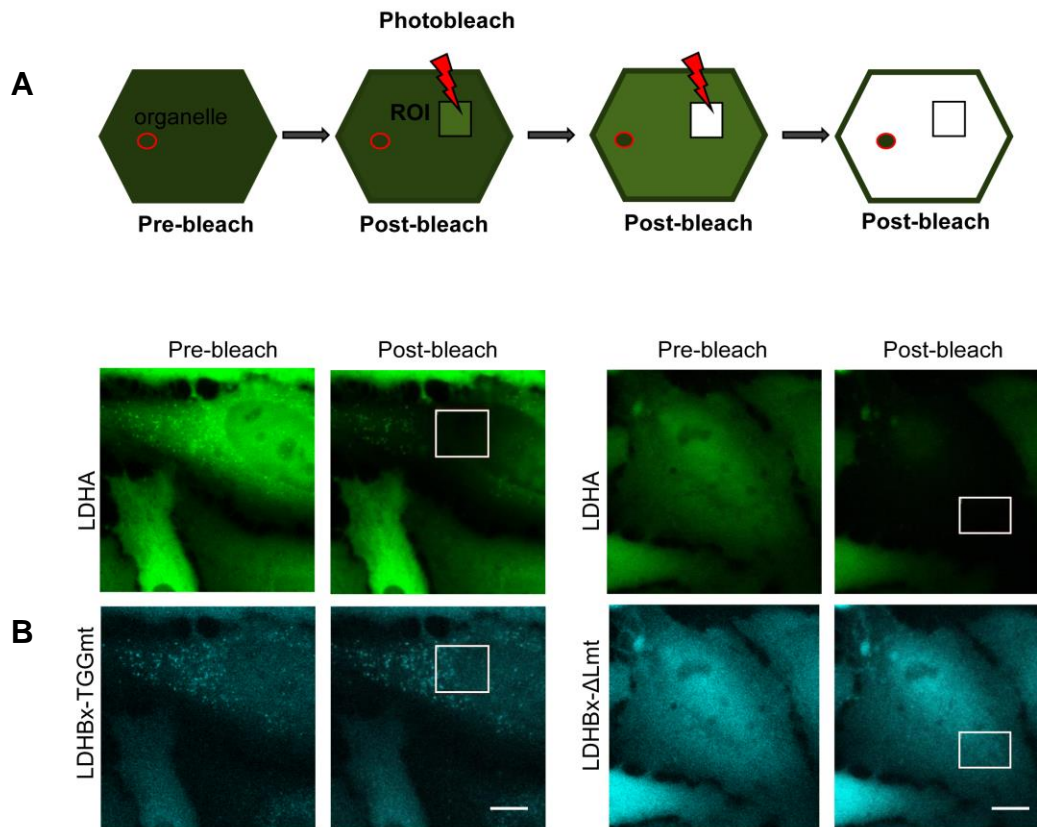 Photobleach
A
organelle
ROI
Pre-bleach
Post-bleach
Post-bleach
Post-bleach
Pre-bleach
Post-bleach
Pre-bleach
Post-bleach
LDHA
LDHA
B
LDHBx-TGGmt
LDHBx-ΔLmt